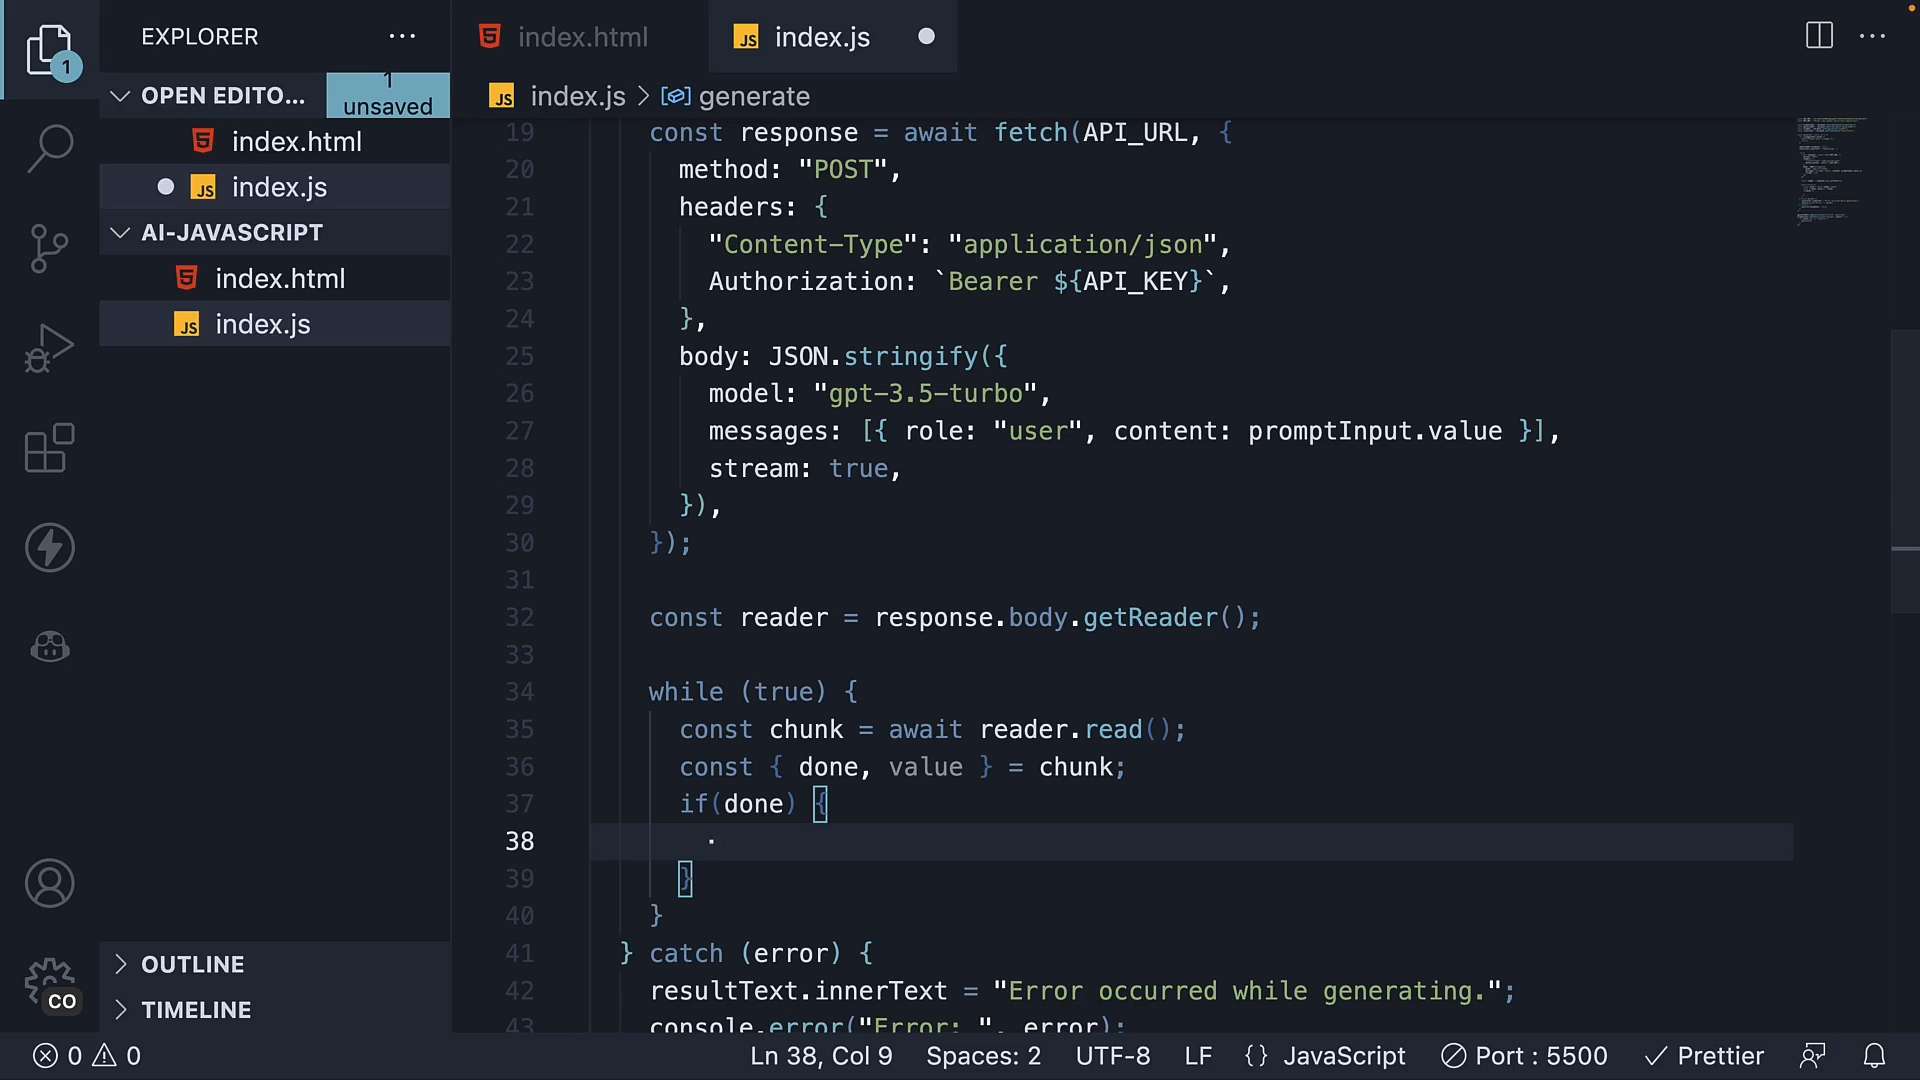 EXPLORER
1
OPEN EDITO...
1
unsaved
index.html
index.js
AI-JAVASCRIPT
index.html
index.js
CO
OUTLINE
TIMELINE
index.html
JS index.js
JS index.js > generate
19 const response = await fetch(API_URL, {
20 method: "POST",
21 headers: {
22 "Content-Type": "application/json",
23 Authorization: `Bearer ${API_KEY}`,
24 },
25 body: JSON.stringify({
26 model: "gpt-3.5-turbo",
27 messages: [{ role: "user", content: promptInput.value }],
28 stream: true,
29 }),
30 });
31
32 const reader = response.body.getReader();
33
34 while (true) {
35 const chunk = await reader.read();
36 const { done, value } = chunk;
37 if(done) {
38
39 }
40 }
41 } catch (error) {
42 resultText.innerText = "Error occurred while generating.";
43 console.error("Error: ", error);
0 0
Ln 38, Col 9 Spaces: 2 UTF-8 LF {} JavaScript Port : 5500 Prettier